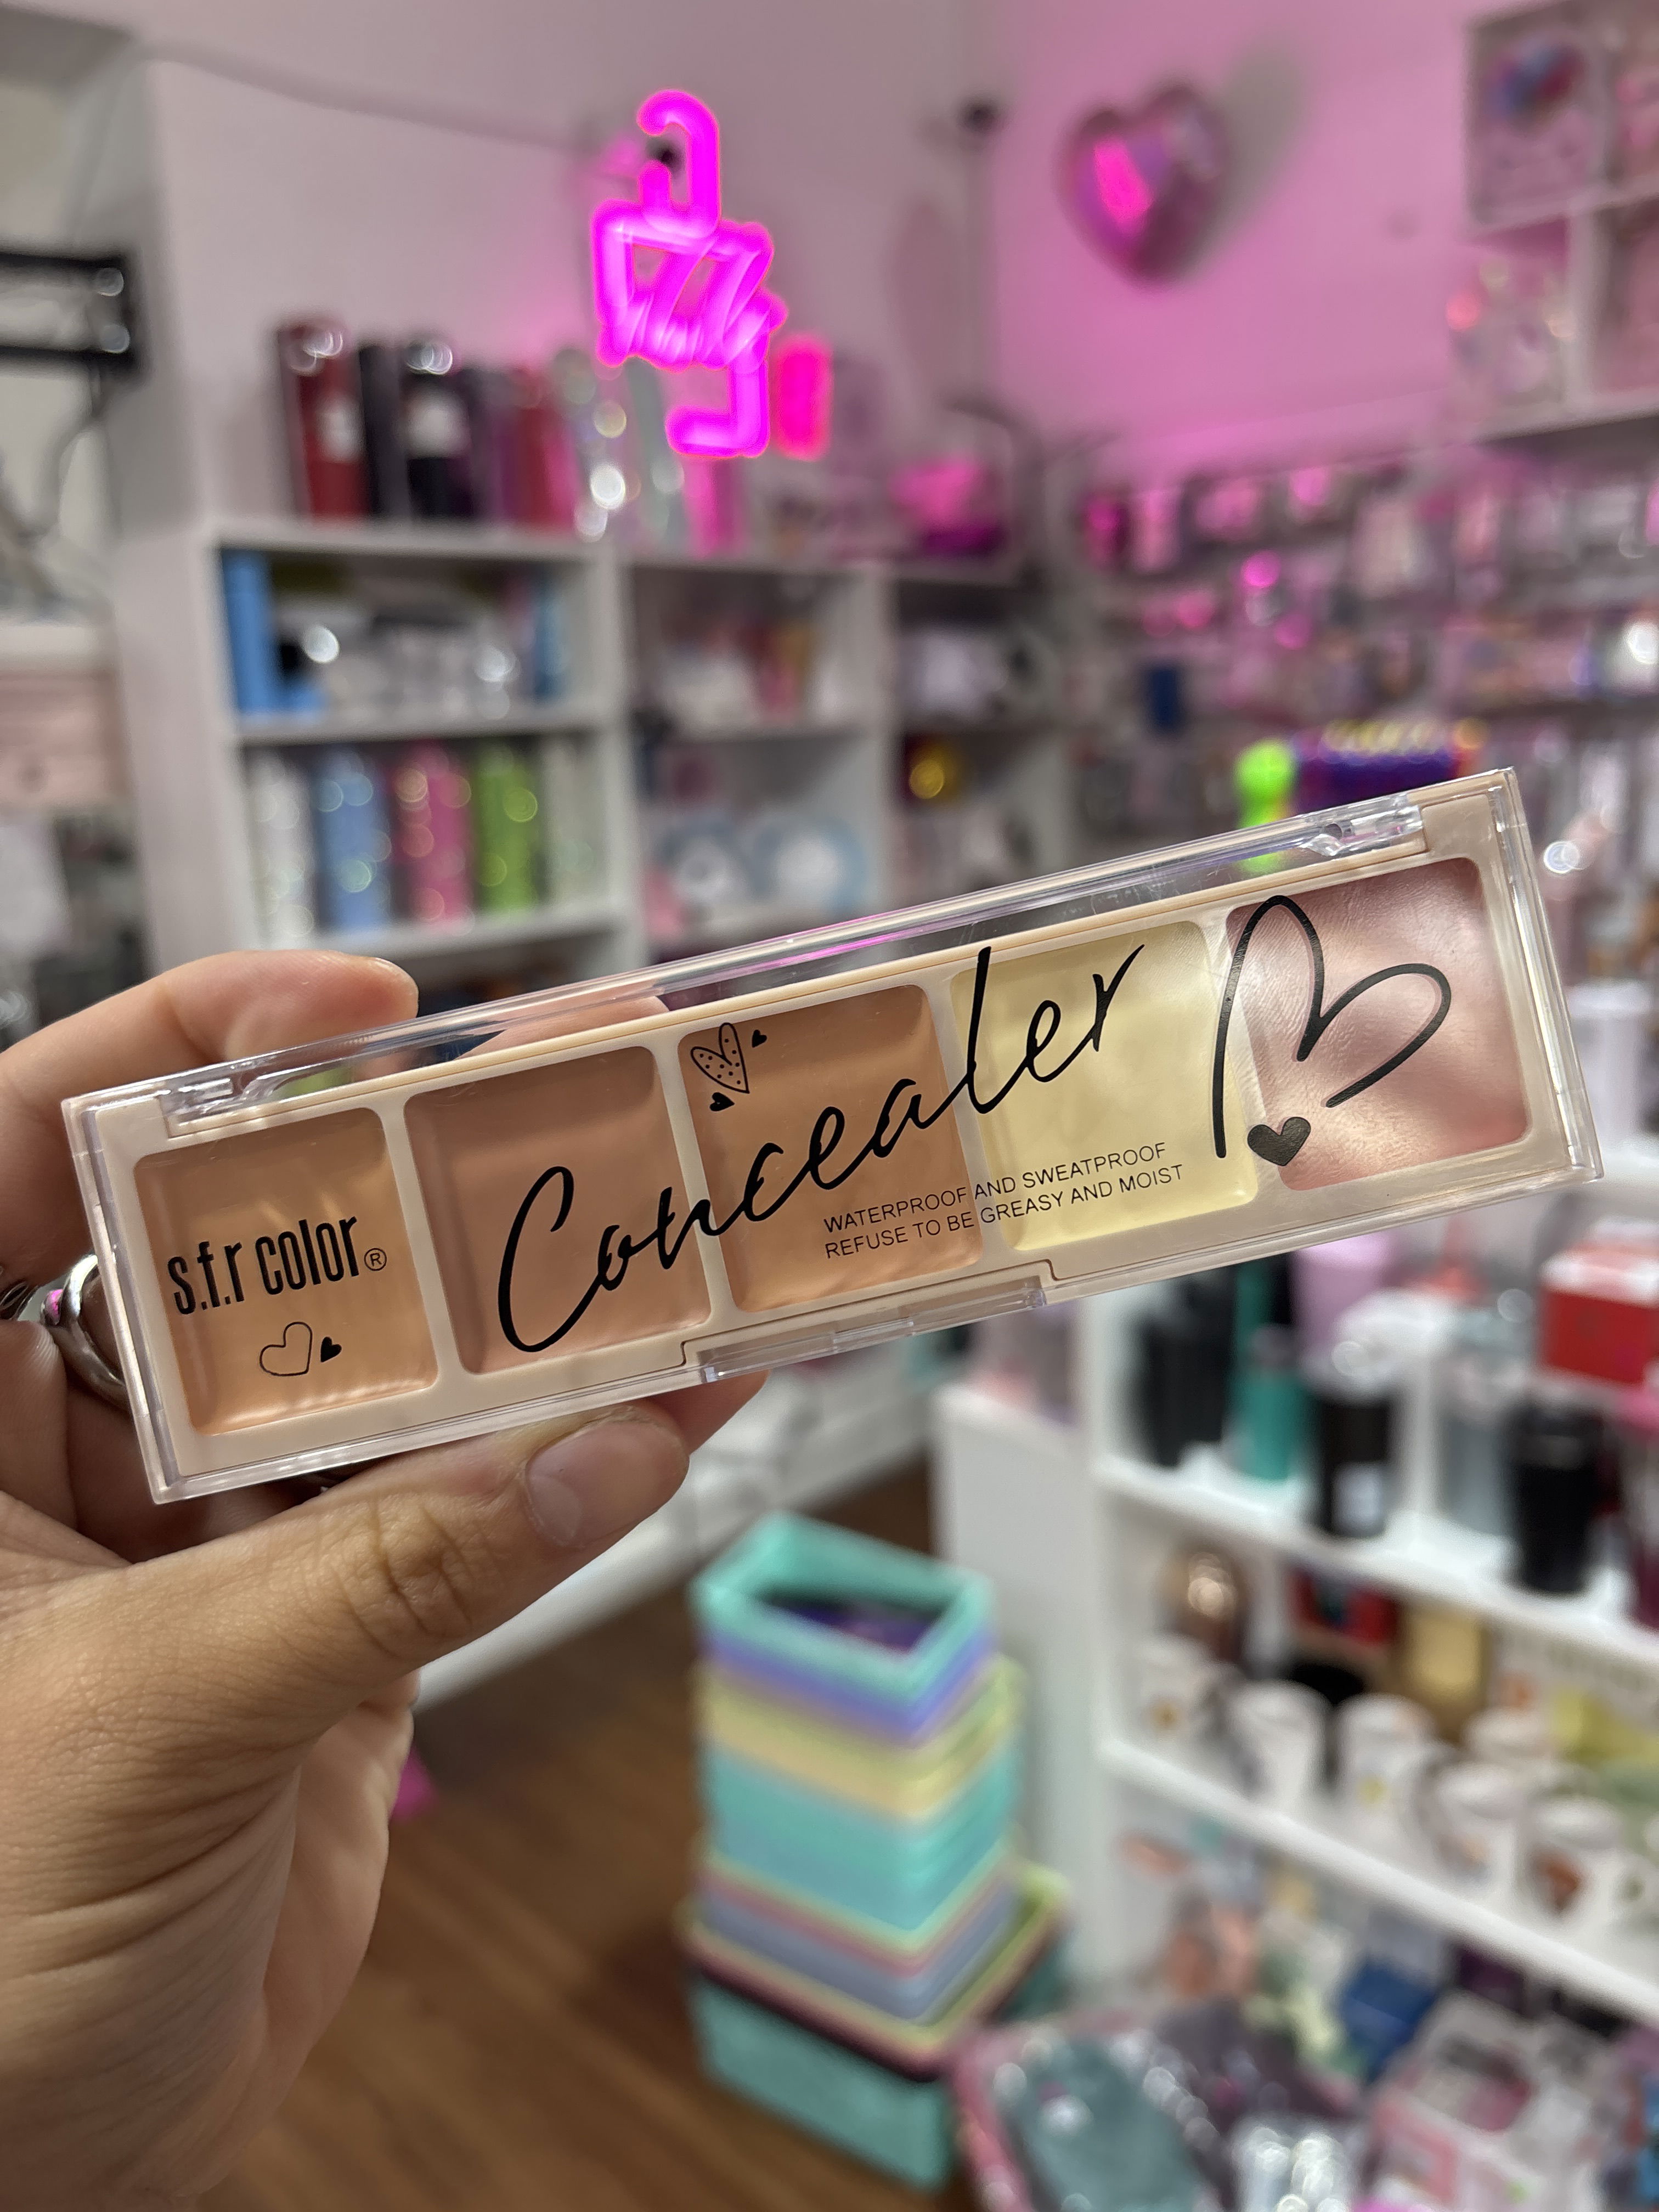 s.f.r color®
Concealer
WATERPROOF AND SWEATPROOF
REFUSE TO BE GREASY AND MOIST